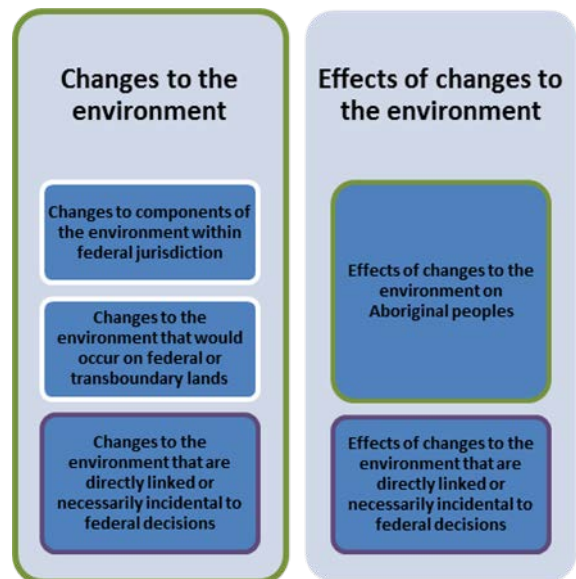 Changes to the
environment
Changes to components of
the environment within
federal jurisdiction
Changes to the
environment that would
occur on federal or
transboundary lands
Changes to the
environment that are
directly linked or
necessarily incidental to
federal decisions
Effects of changes to
the environment
Effects of changes to the
environment on
Aboriginal peoples
Effects of changes to the
environment that are
directly linked or
necessarily incidental to
federal decisions